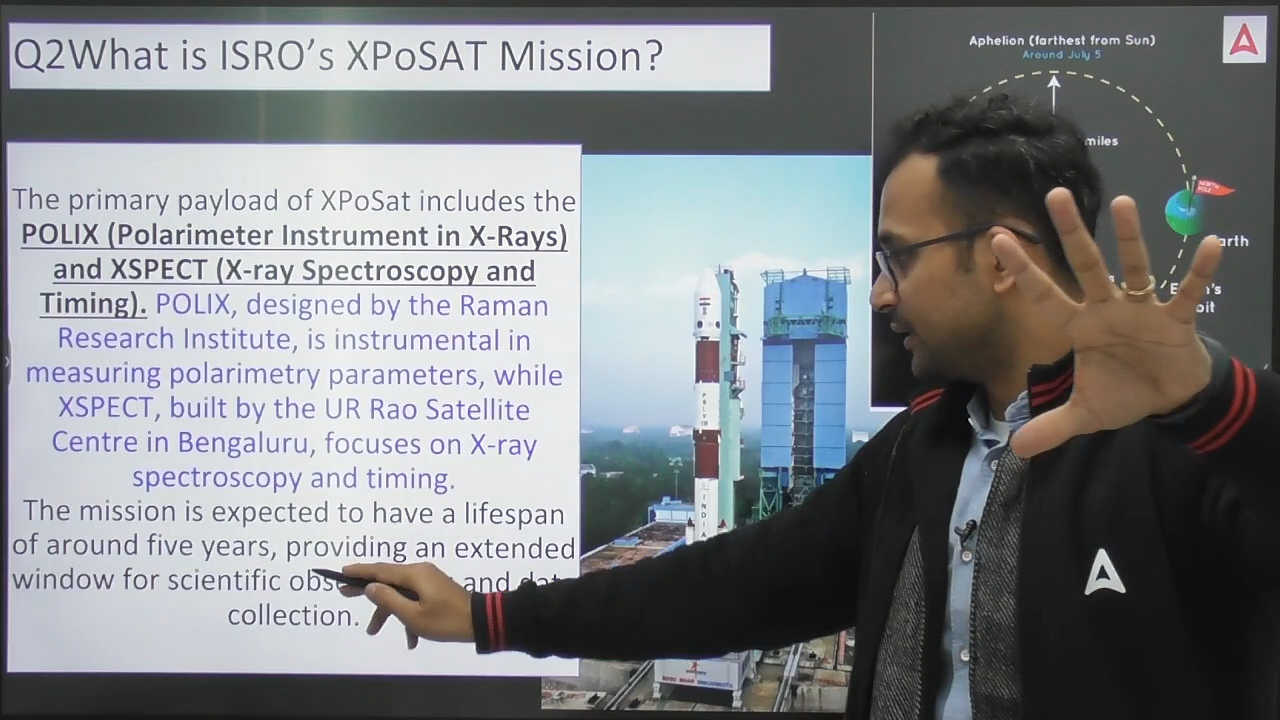 Q2What is ISRO's XPoSAT Mission?
The primary payload of XPoSat includes the
POLIX (Polarimeter Instrument in X-Rays)
and XSPECT (X-ray Spectroscopy and
Timing). POLIX, designed by the Raman
Research Institute, is instrumental in
measuring polarimetry parameters, while
XSPECT, built by the UR Rao Satellite
Centre in Bengaluru, focuses on X-ray
spectroscopy and timing.
The mission is expected to have a lifespan
of around five years, providing an extended
window for scientific and
collection.
Aphelion (farthest from Sun)
Around July 5
miles
NORTH POLE
INDIA